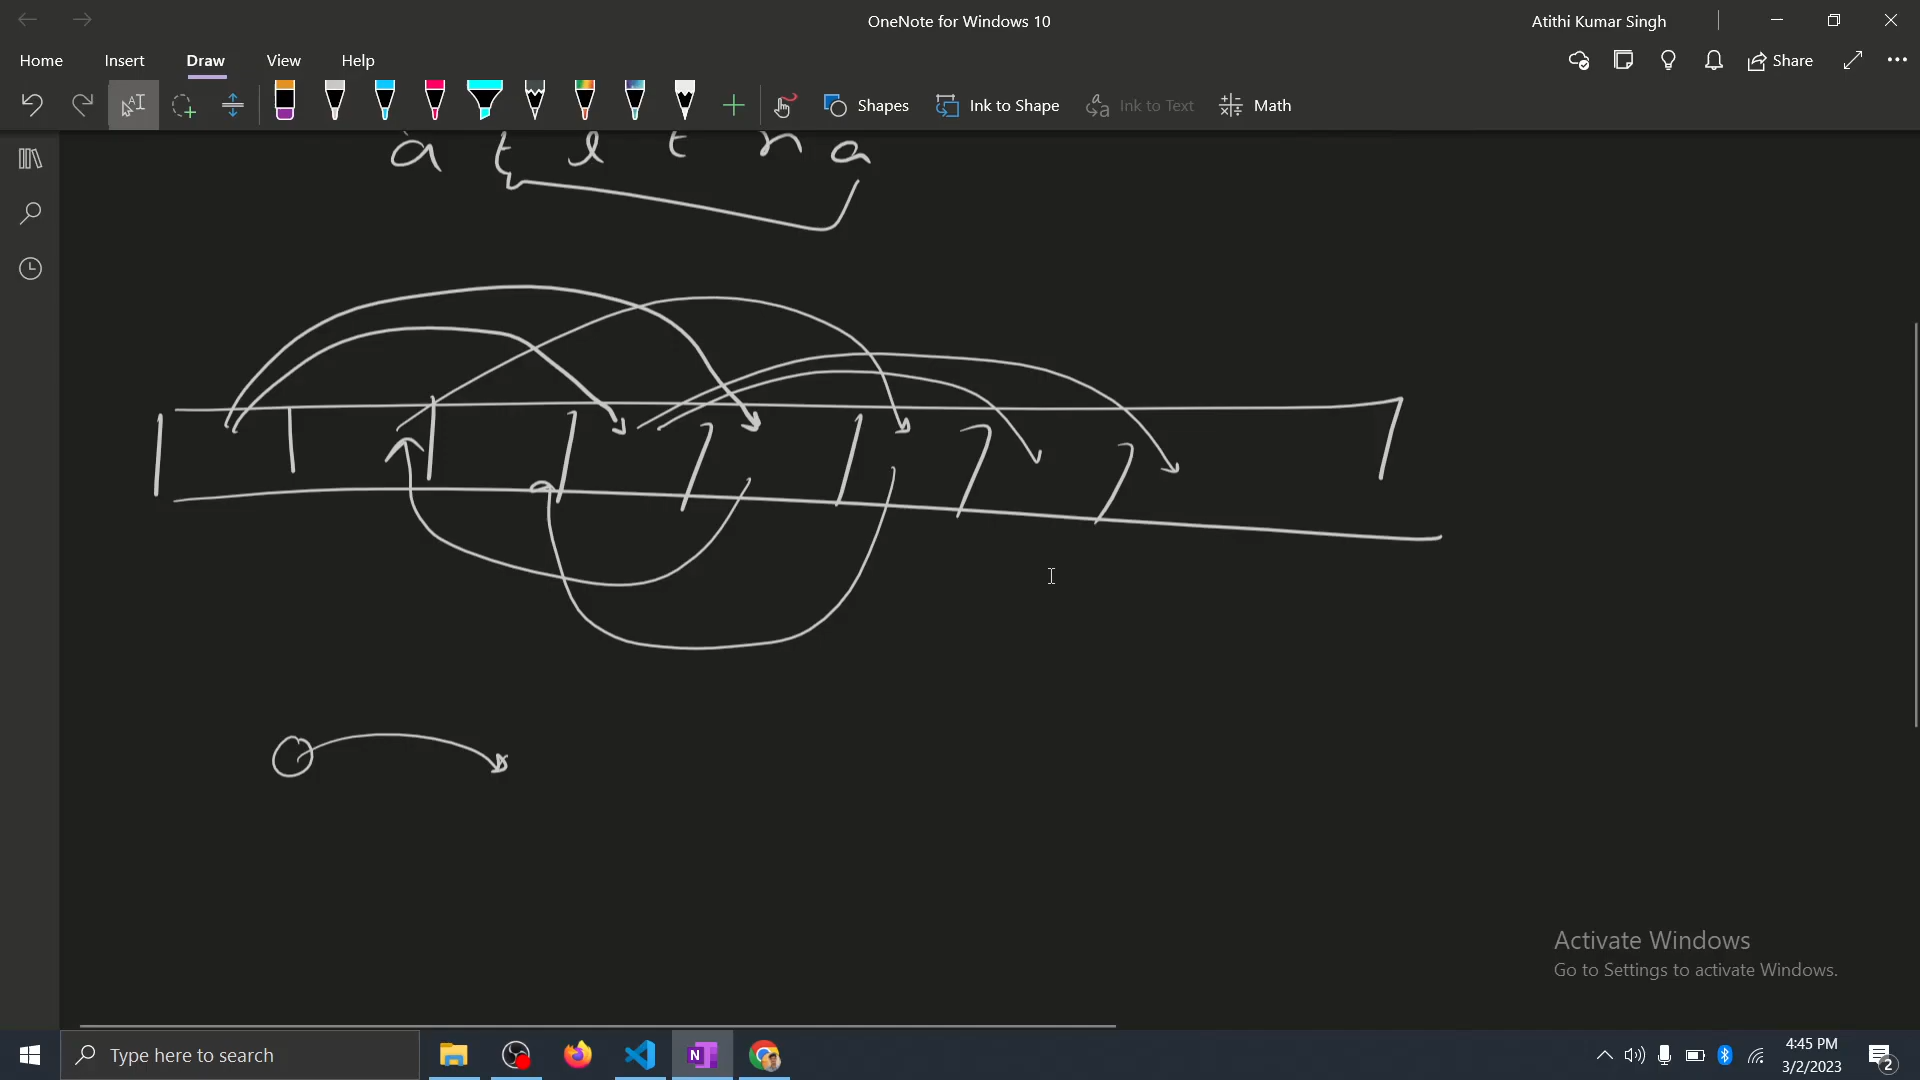 OneNote for Windows 10
Atithi Kumar Singh
Home Insert Draw View Help
Share
Shapes Ink to Shape Ink to Text Math
Activate Windows
Go to Settings to activate Windows.
Type here to search
4:45 PM
3/2/2023
2